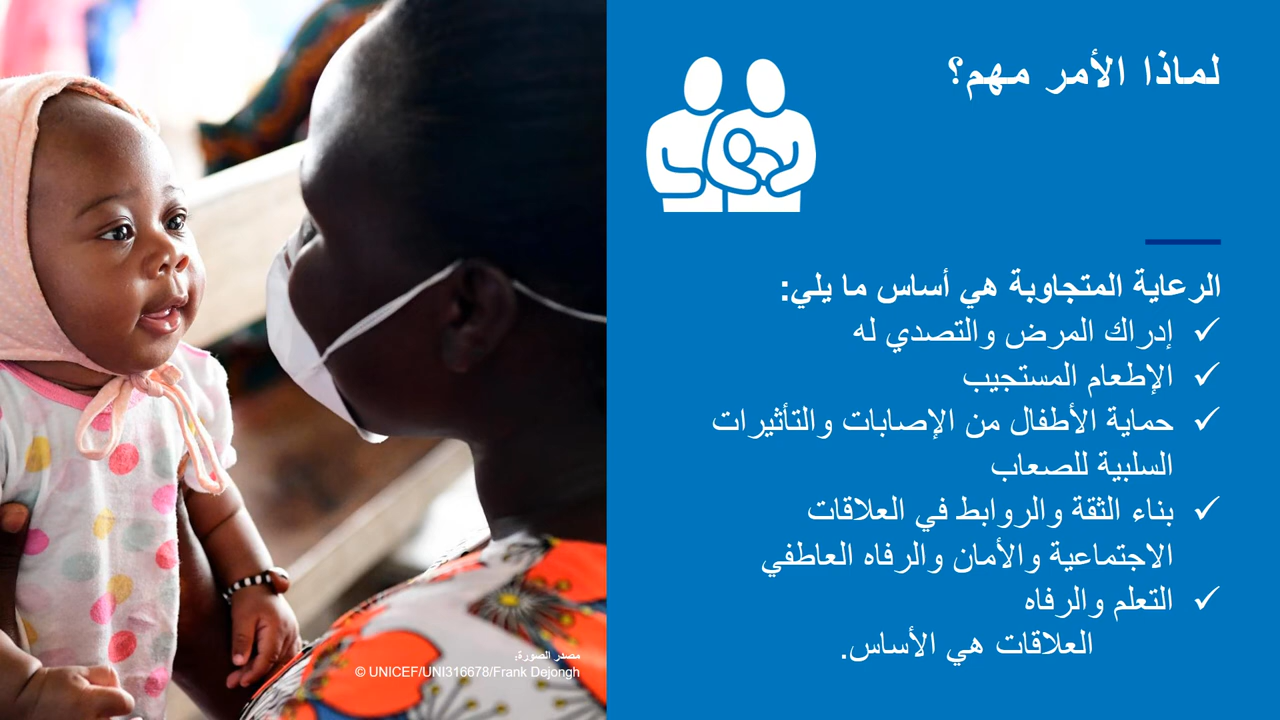 لماذا الأمر مهم؟
الرعاية المتجاوبة هي أساس ما يلي:
✓ إدراك المرض والتصدي له
✓ الإطعام المستجيب
✓ حماية الأطفال من الإصابات والتأثيرات
السلبية للصعاب
✓ بناء الثقة والروابط في العلاقات
الاجتماعية والأمان والرفاه العاطفي
✓ التعلم والرفاه
العلاقات هي الأساس.
مصدر الصورة:
© UNICEF/UNI316678/Frank Dejongh